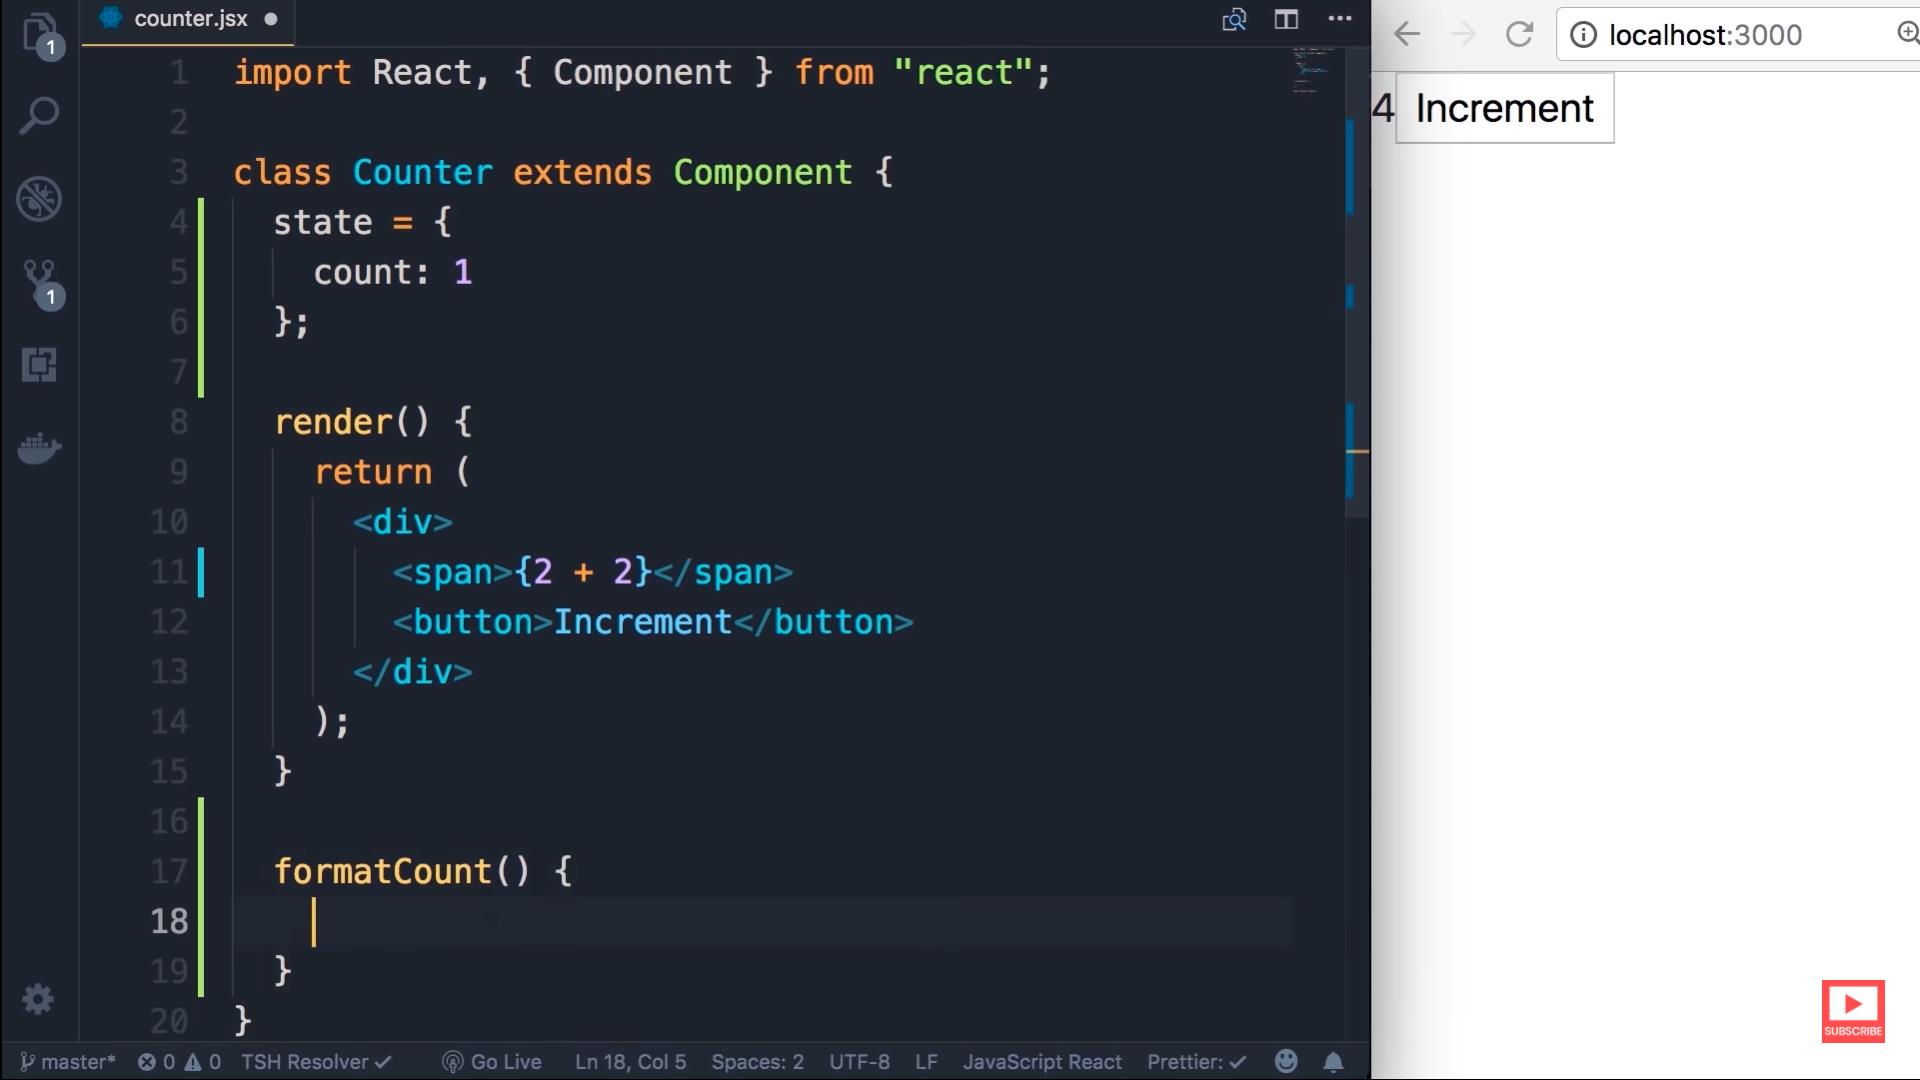 counter.jsx
localhost:3000
1
4 Increment
1 import React, { Component } from "react";
2
3 class Counter extends Component {
4 state = {
5 count: 1
6 };
7
8 render() {
9 return (
10 <div>
11 <span>{2 + 2}</span>
12 <button>Increment</button>
13 </div>
14 );
15 }
16
17 formatCount() {
18
19 }
20 }
1
SUBSCRIBE
master* 0 0 TSH Resolver ✓ Go Live Ln 18, Col 5 Spaces: 2 UTF-8 LF JavaScript React Prettier: ✓